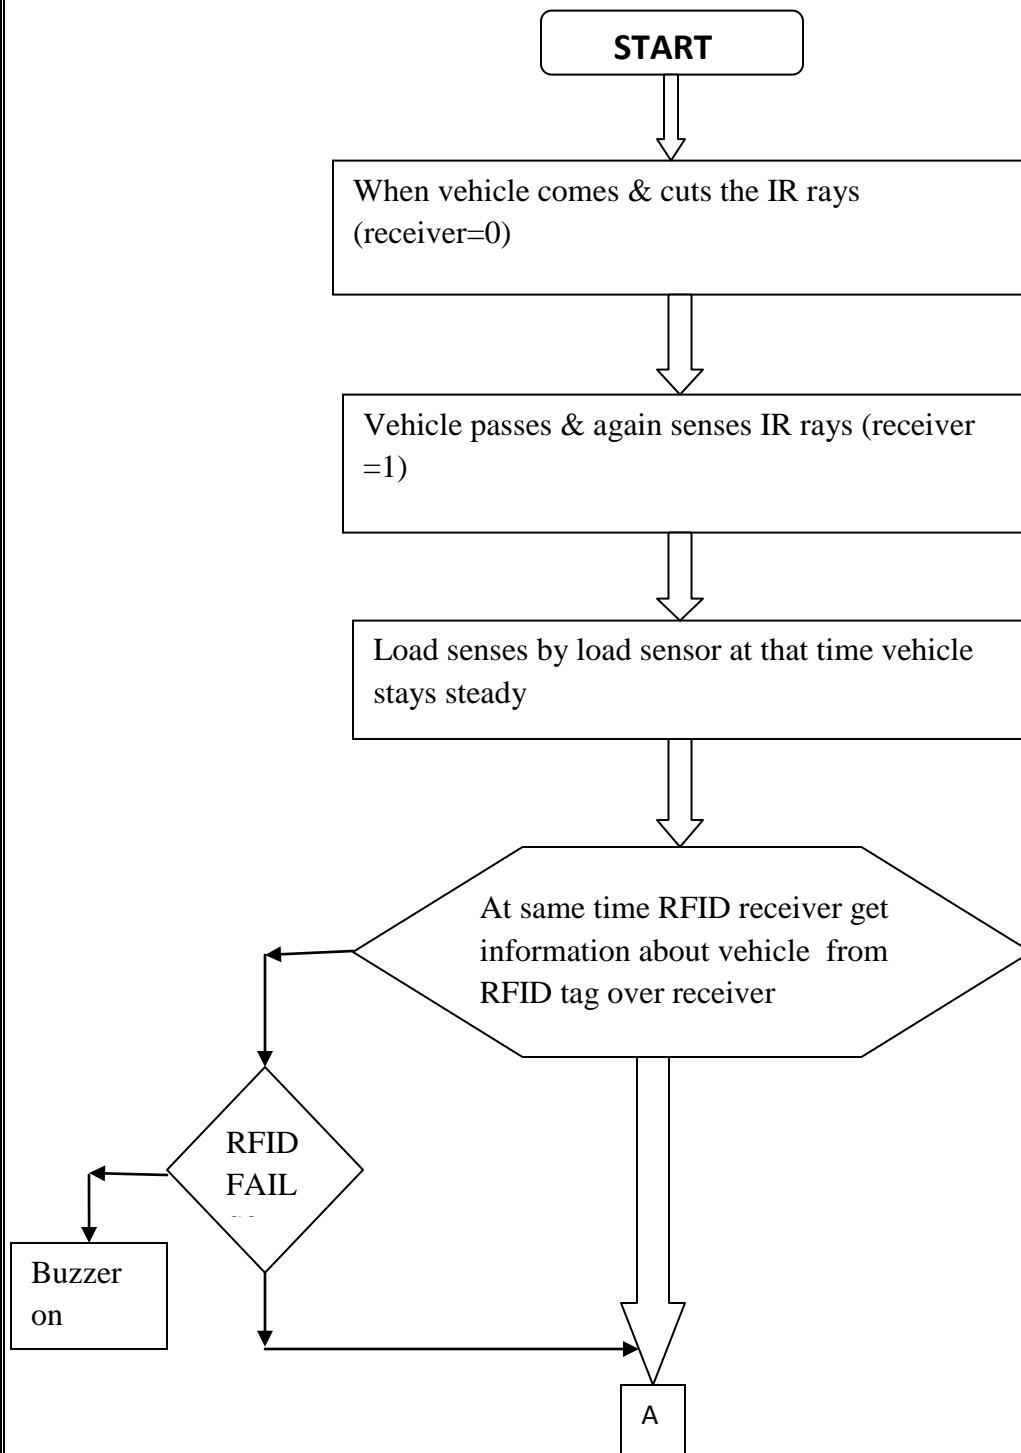 START
When vehicle comes & cuts the IR rays
(receiver=0)
Vehicle passes & again senses IR rays (receiver
=1)
Load senses by load sensor at that time vehicle
stays steady
At same time RFID receiver get
information about vehicle from
RFID tag over receiver
RFID
FAIL
Buzzer
on
A